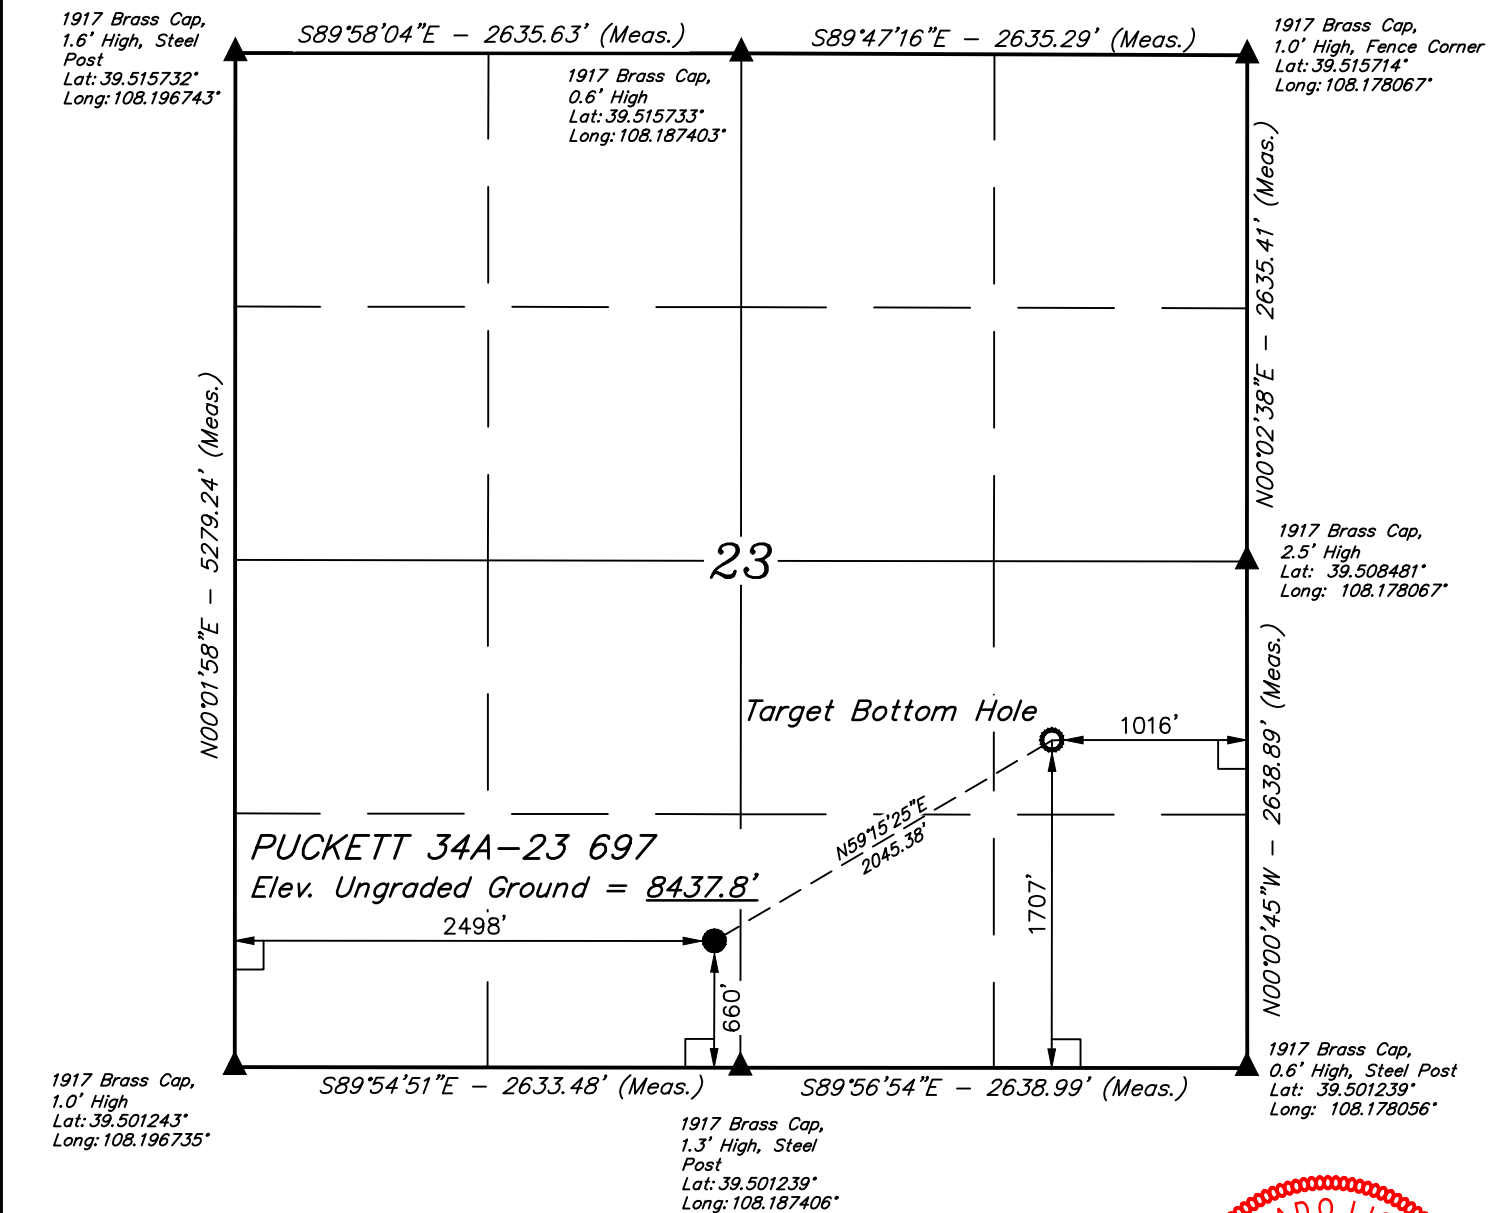 1917 Brass Cap,
1.6' High, Steel
Post
Lat: 39.515732°
Long: 108.196743°
S89°58'04"E - 2635.63' (Meas.)
1917 Brass Cap,
0.6' High
Lat: 39.515733°
Long: 108.187403°
S89°47'16"E - 2635.29' (Meas.)
1917 Brass Cap,
1.0' High, Fence Corner
Lat: 39.515714°
Long: 108.178067°
N00°01'58"E - 5279.24' (Meas.)
N00°02'38"E - 2635.41' (Meas.)
23
1917 Brass Cap,
2.5' High
Lat: 39.508481°
Long: 108.178067°
Target Bottom Hole
1016'
N00°00'45"W - 2638.89' (Meas.)
N59°15'25"E
2045.38'
1707'
PUCKETT 34A-23 697
Elev. Ungraded Ground = 8437.8'
2498'
660'
1917 Brass Cap,
1.0' High
Lat: 39.501243°
Long: 108.196735°
S89°54'51"E - 2633.48' (Meas.)
S89°56'54"E - 2638.99' (Meas.)
1917 Brass Cap,
0.6' High, Steel Post
Lat: 39.501239°
Long: 108.178056°
1917 Brass Cap,
1.3' High, Steel
Post
Lat: 39.501239°
Long: 108.187406°